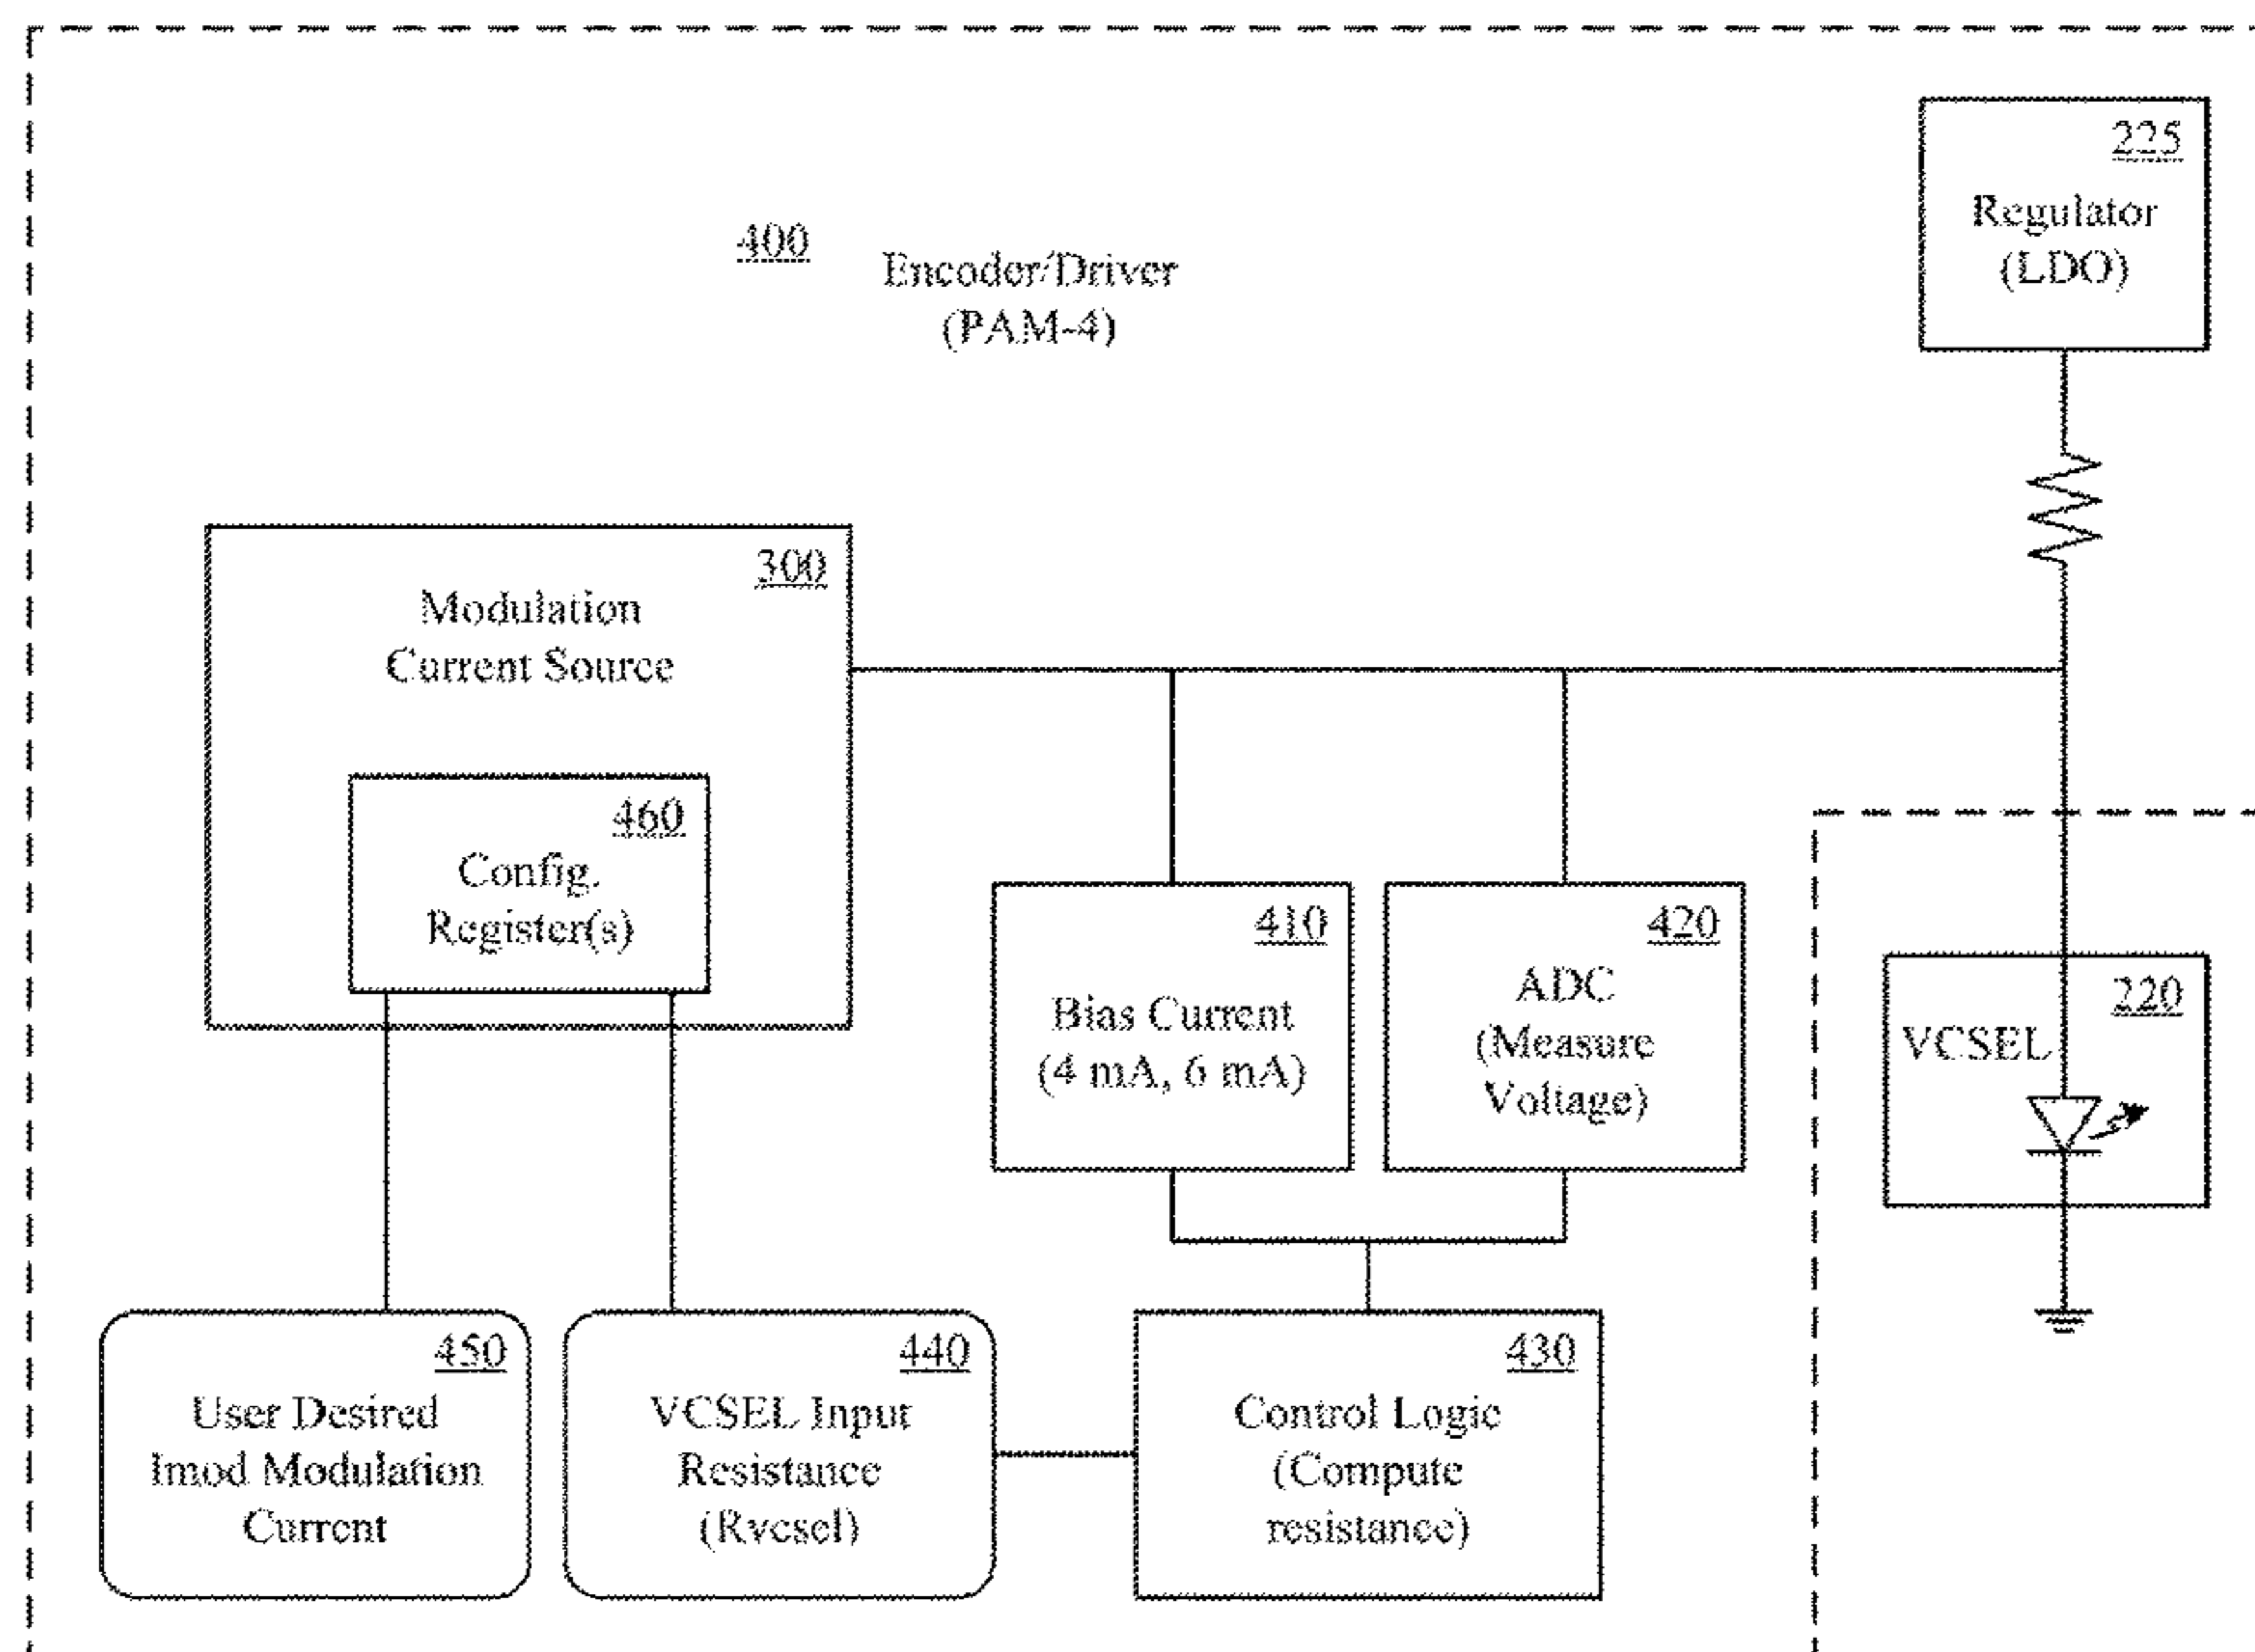 225
Regulator
(LDO)
400
Encoder/Driver
(PAM-4)
300
Modulation
Current Source
460
Config.
Register(s)
410
Bias Current
(4 mA, 6 mA)
420
ADC
(Measure
Voltage)
220
VCSEL
450
User Desired
Imod Modulation
Current
440
VCSEL Input
Resistance
(Rvcsel)
430
Control Logic
(Compute
resistance)